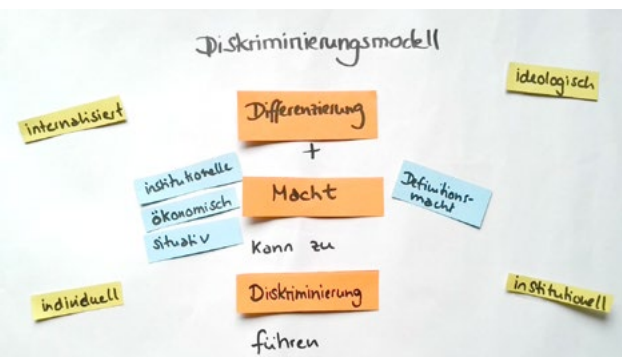 Diskriminierungsmodell
ideologisch
internalisiert
Differenzierung
+
institutionelle
ökonomisch
situativ
Macht
Definitions-
macht
kann zu
individuell
Diskriminierung
institutionell
führen